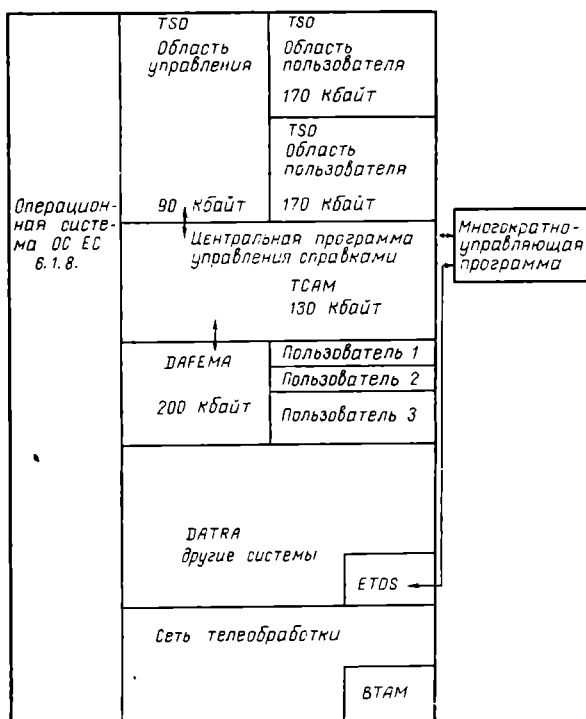 Операцион-
ная систе-
ма ОС ЕС
6.1.8.
TSO
Область
управления
90 Кбайт
TSO
Область
пользователя
170 Кбайт
TSO
Область
пользователя
170 Кбайт
Центральная программа
управления справками
TCAM
130 Кбайт
Многократно-
управляющая
программа
DAFEMA
200 Кбайт
Пользователь 1
Пользователь 2
Пользователь 3
DATRA
другие системы
ETDS
Сеть телеобработки
BTAM